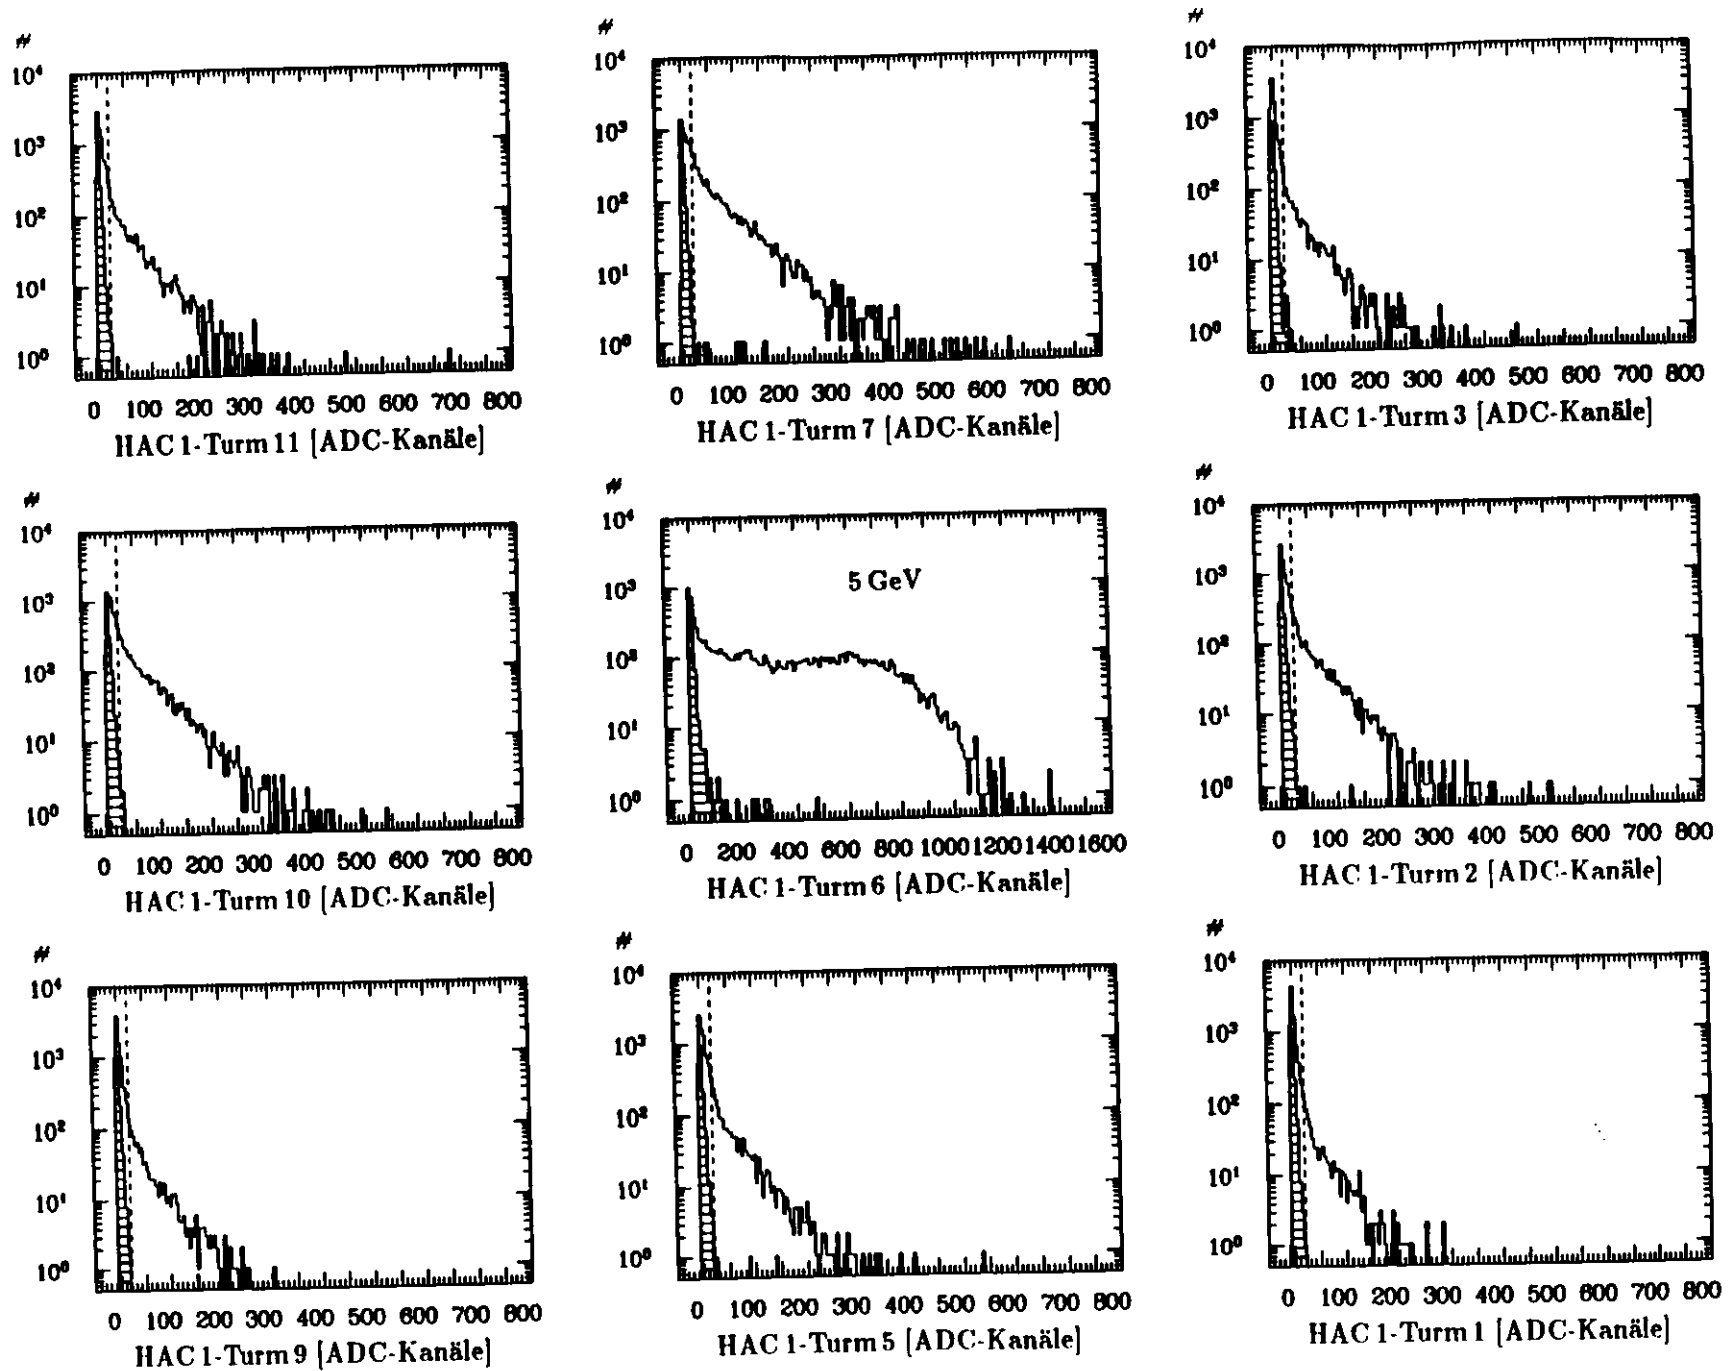 #
10⁴
10³
10²
10¹
10⁰
0 100 200 300 400 500 600 700 800
HAC 1-Turm 11 [ADC-Kanäle]
#
10⁴
10³
10²
10¹
10⁰
0 100 200 300 400 500 600 700 800
HAC 1-Turm 7 [ADC-Kanäle]
#
10⁴
10³
10²
10¹
10⁰
0 100 200 300 400 500 600 700 800
HAC 1-Turm 3 [ADC-Kanäle]
#
10⁴
10³
10²
10¹
10⁰
0 100 200 300 400 500 600 700 800
HAC 1-Turm 10 [ADC-Kanäle]
#
10⁴
10³
10²
10¹
10⁰
5 GeV
0 200 400 600 800 1000 1200 1400 1600
HAC 1-Turm 6 [ADC-Kanäle]
#
10⁴
10³
10²
10¹
10⁰
0 100 200 300 400 500 600 700 800
HAC 1-Turm 2 [ADC-Kanäle]
#
10⁴
10³
10²
10¹
10⁰
0 100 200 300 400 500 600 700 800
HAC 1-Turm 9 [ADC-Kanäle]
#
10⁴
10³
10²
10¹
10⁰
0 100 200 300 400 500 600 700 800
HAC 1-Turm 5 [ADC-Kanäle]
#
10⁴
10³
10²
10¹
10⁰
0 100 200 300 400 500 600 700 800
HAC 1-Turm 1 [ADC-Kanäle]